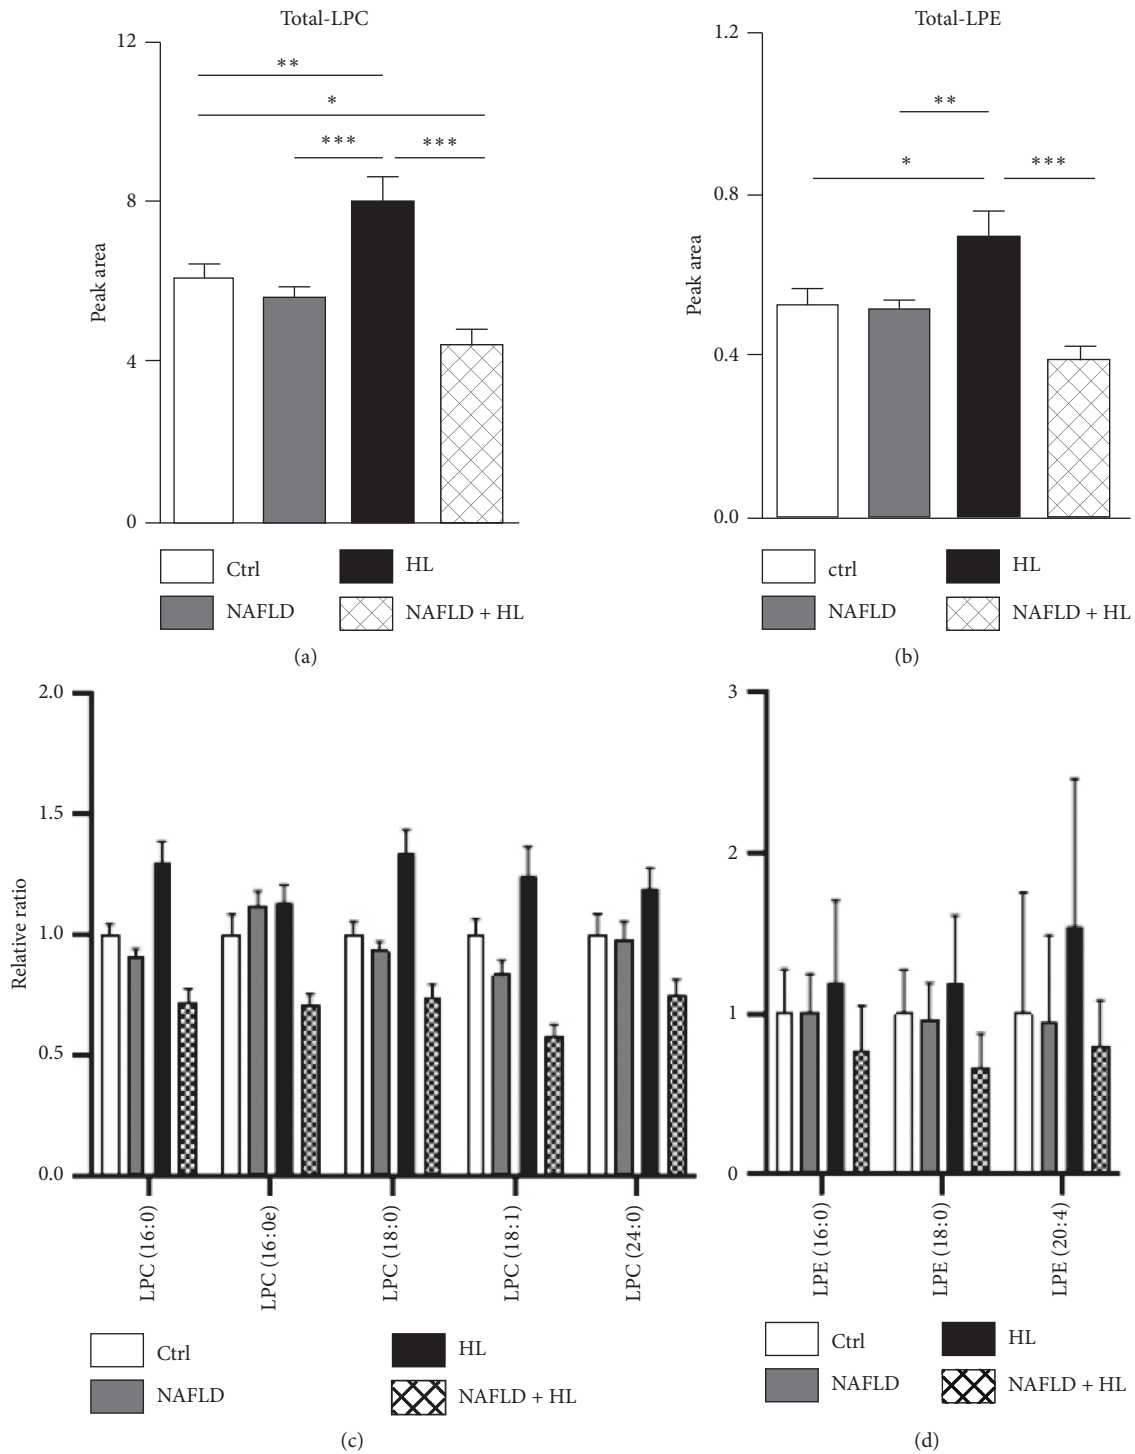 Total-LPC
12
8
4
0
Peak area
**
*
***
***
Ctrl
HL
NAFLD
NAFLD + HL
(a)
Total-LPE
1.2
1.0
0.8
0.4
0.0
Peak area
**
*
***
ctrl
HL
NAFLD
NAFLD + HL
(b)
2.0
1.5
1.0
0.5
0.0
Relative ratio
LPC (16:0)
LPC (16:0e)
LPC (18:0)
LPC (18:1)
LPC (24:0)
Ctrl
HL
NAFLD
NAFLD + HL
(c)
3
2
1
0
LPE (16:0)
LPE (18:0)
LPE (20:4)
Ctrl
HL
NAFLD
NAFLD + HL
(d)